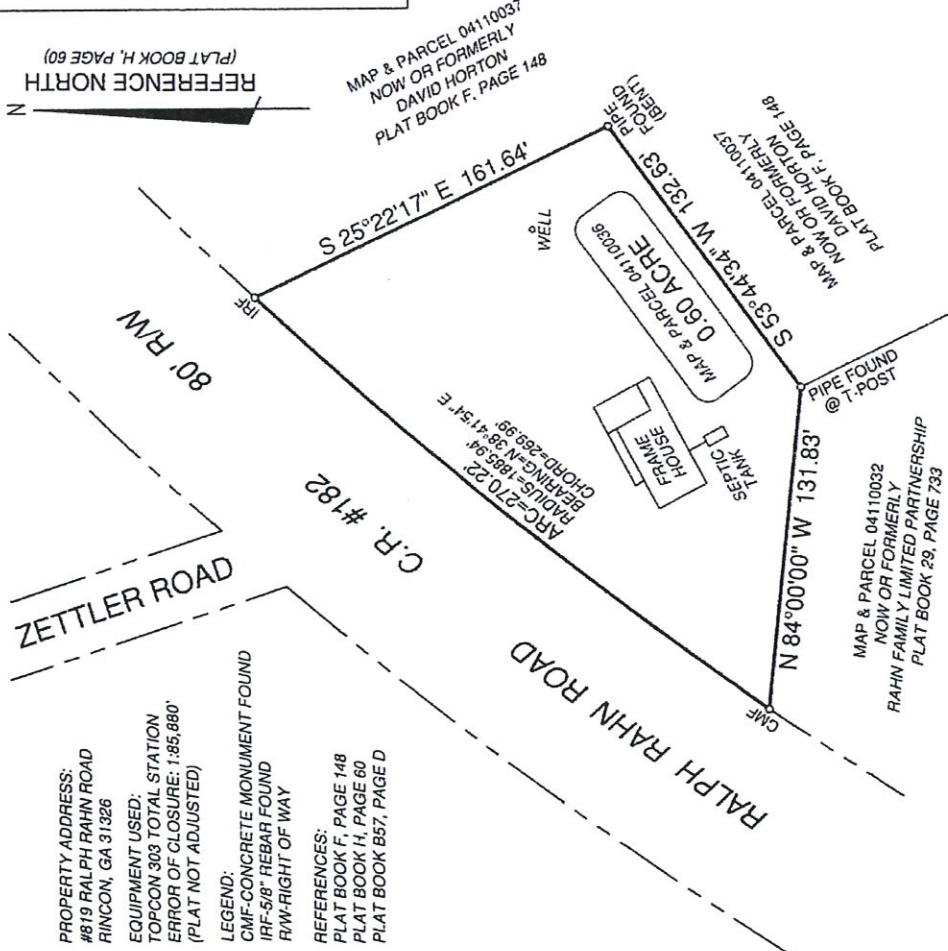 PROPERTY ADDRESS:
#819 RALPH RAHN ROAD
RINCON, GA 31326
EQUIPMENT USED:
TOPCON 303 TOTAL STATION
ERROR OF CLOSURE: 1:85,880'
(PLAT NOT ADJUSTED)
LEGEND:
CMF-CONCRETE MONUMENT FOUND
IRF-5/8" REBAR FOUND
R/W-RIGHT OF WAY
REFERENCES:
PLAT BOOK F, PAGE 148
PLAT BOOK H, PAGE 60
PLAT BOOK B57, PAGE D
ZETTLER ROAD
RALPH RAHN ROAD
C.R. #182
80' R/W
N
REFERENCE NORTH
(PLAT BOOK H, PAGE 60)
MAP & PARCEL 04110037
NOW OR FORMERLY
DAVID HORTON
PLAT BOOK F, PAGE 148
IRF
S 25°22'17" E 161.64'
PIPE
FOUND
(BENT)
WELL
MAP & PARCEL 04110036
0.60 ACRE
S 53°44'34" W 132.63'
MAP & PARCEL 04110037
NOW OR FORMERLY
DAVID HORTON
PLAT BOOK F, PAGE 148
ARC=270.22'
RADIUS=1885.94'
BEARING=N 38°41'54" E
CHORD=269.99'
FRAME
HOUSE
SEPTIC
TANK
PIPE FOUND
@ T-POST
CMF
N 84°00'00" W 131.83'
MAP & PARCEL 04110032
NOW OR FORMERLY
RAHN FAMILY LIMITED PARTNERSHIP
PLAT BOOK 29, PAGE 733